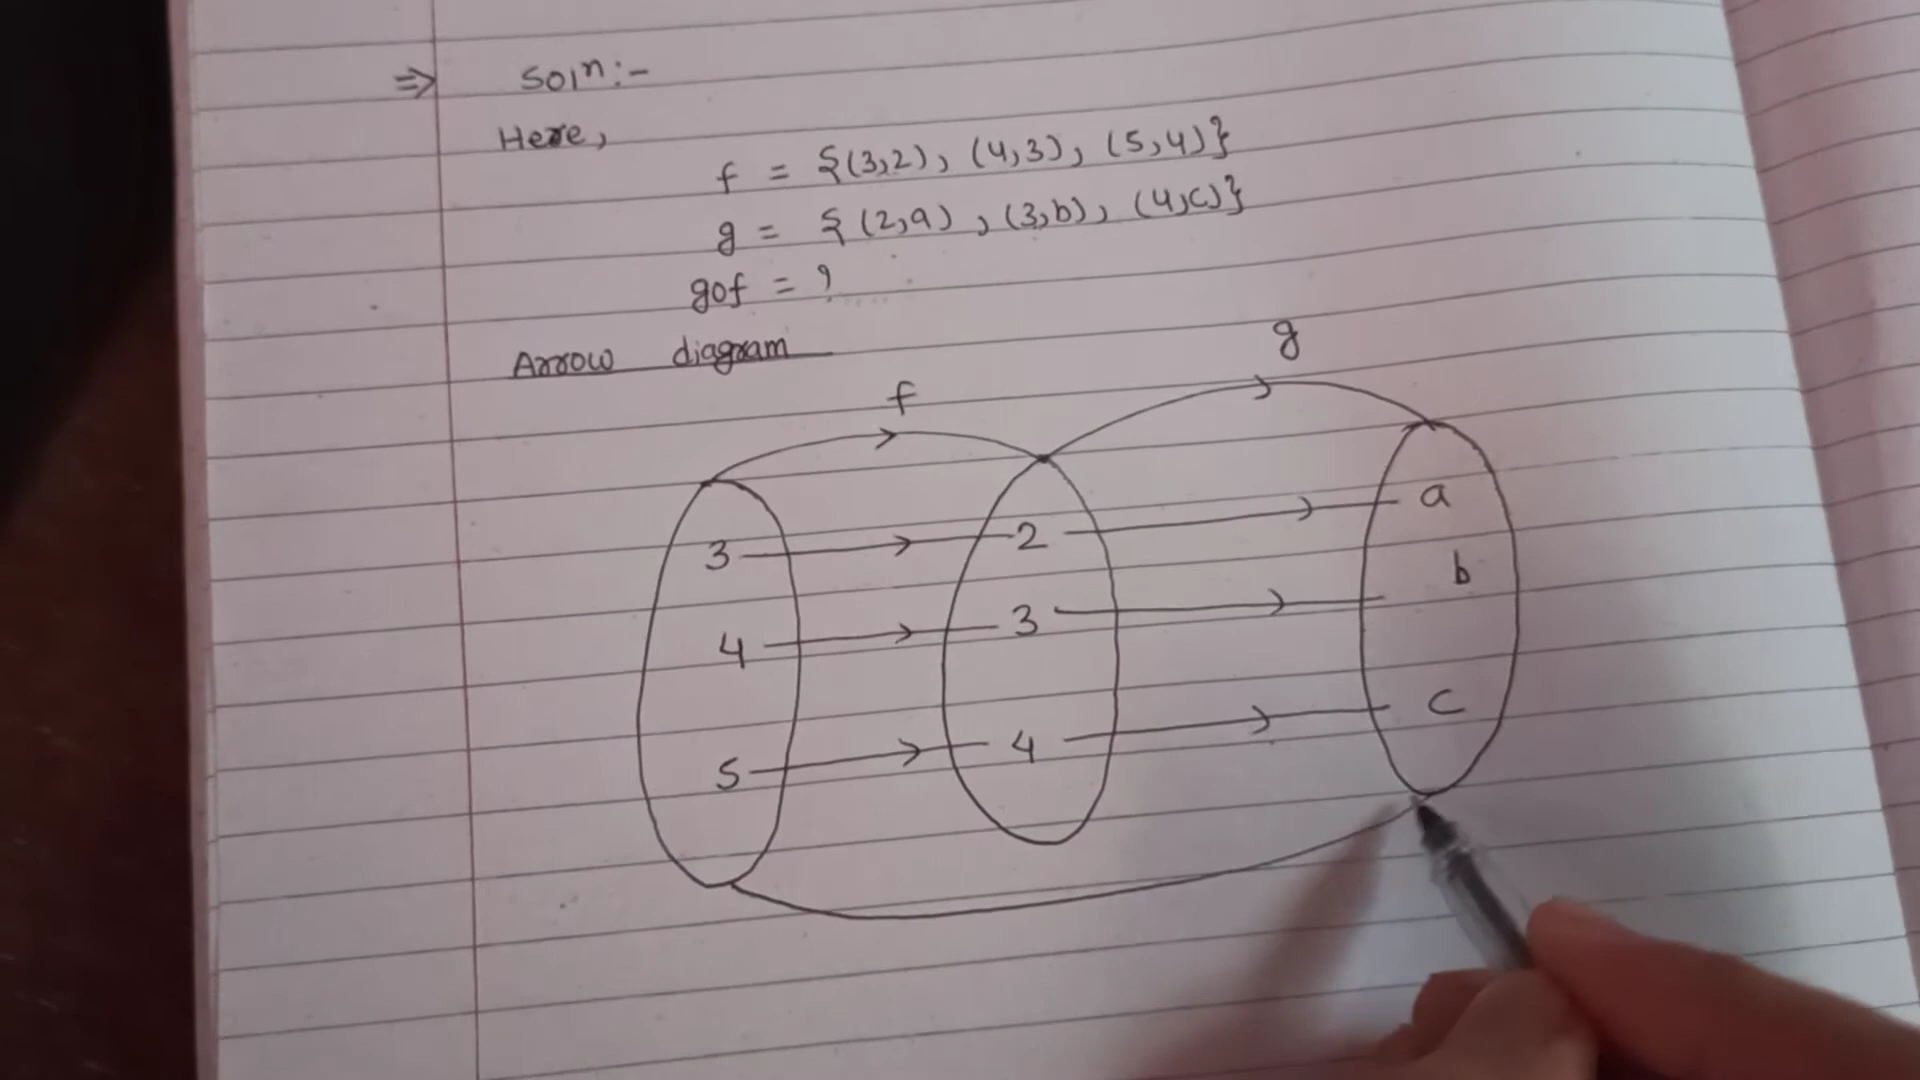 ⇒ Solⁿ:-
Here,
f = {(3,2), (4,3), (5,4)}
g = {(2,a), (3,b), (4,c)}
gof = ?
Arrow diagram
f g
3 2 a
4 3 b
5 4 c